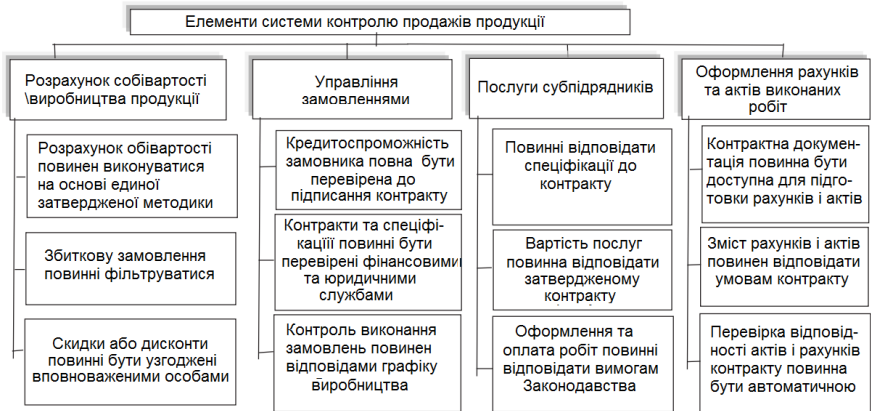 Елементи системи контролю продажів продукції
Розрахунок собівартості
\виробництва продукції
Розрахунок обівартості
повинен виконуватися
на основі единої
затвердженої методики
Збиткову замовлення
повинні фільтруватися
Скидки або дисконти
повинні бути узгоджені
вповноваженими особами
Управління
замовленнями
Кредитоспроможність
замовника повна бути
перевірена до
підписання контракту
Контракти та специфі-
каціїї повинні бути
перевірені фінансовими
та юридичними
службами
Контроль виконання
замовлень повинен
відповідами графіку
виробництва
Послуги субпідрядників
Повинні відповідати
спеціфікації до
контракту
Вартість послуг
повинна відповідати
затвердженому
контракту
Оформлення та
оплата робіт повинні
відповідати вимогам
Законодавства
Оформлення рахунків
та актів виконаних
робіт
Контрактна докумен-
тація повинна бути
доступна для підго-
товки рахунків і актів
Зміст рахунків і актів
повинен відповідати
умовам контракту
Перевірка відповід-
ності актів і рахунків
контракту повинна
бути автоматичною